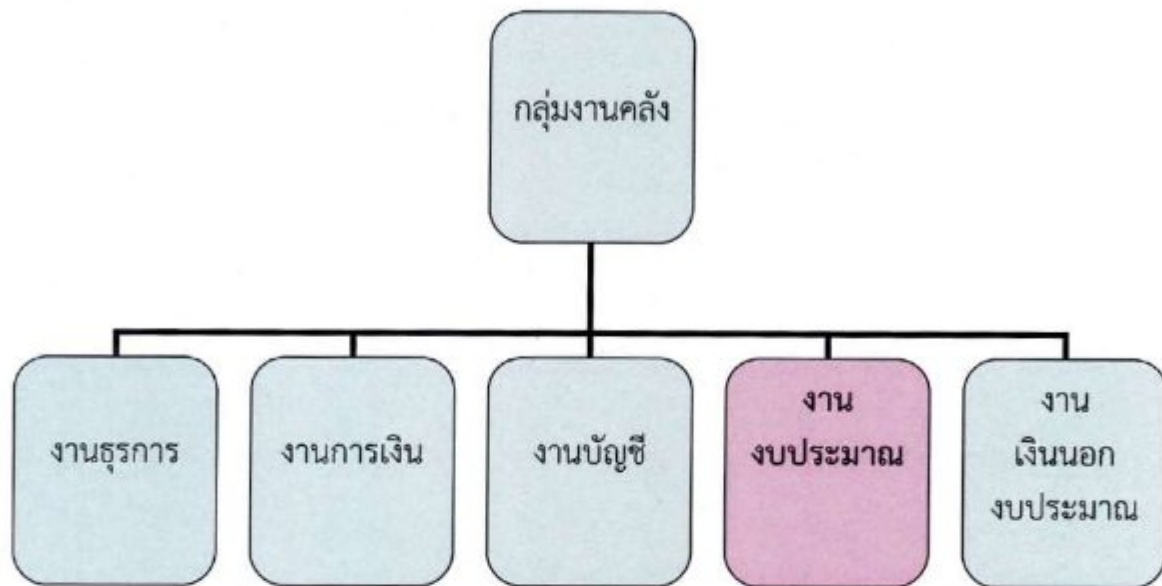 กลุ่มงานคลัง
งานธุรการ
งานการเงิน
งานบัญชี
งาน
งบประมาณ
งาน
เงินนอก
งบประมาณ